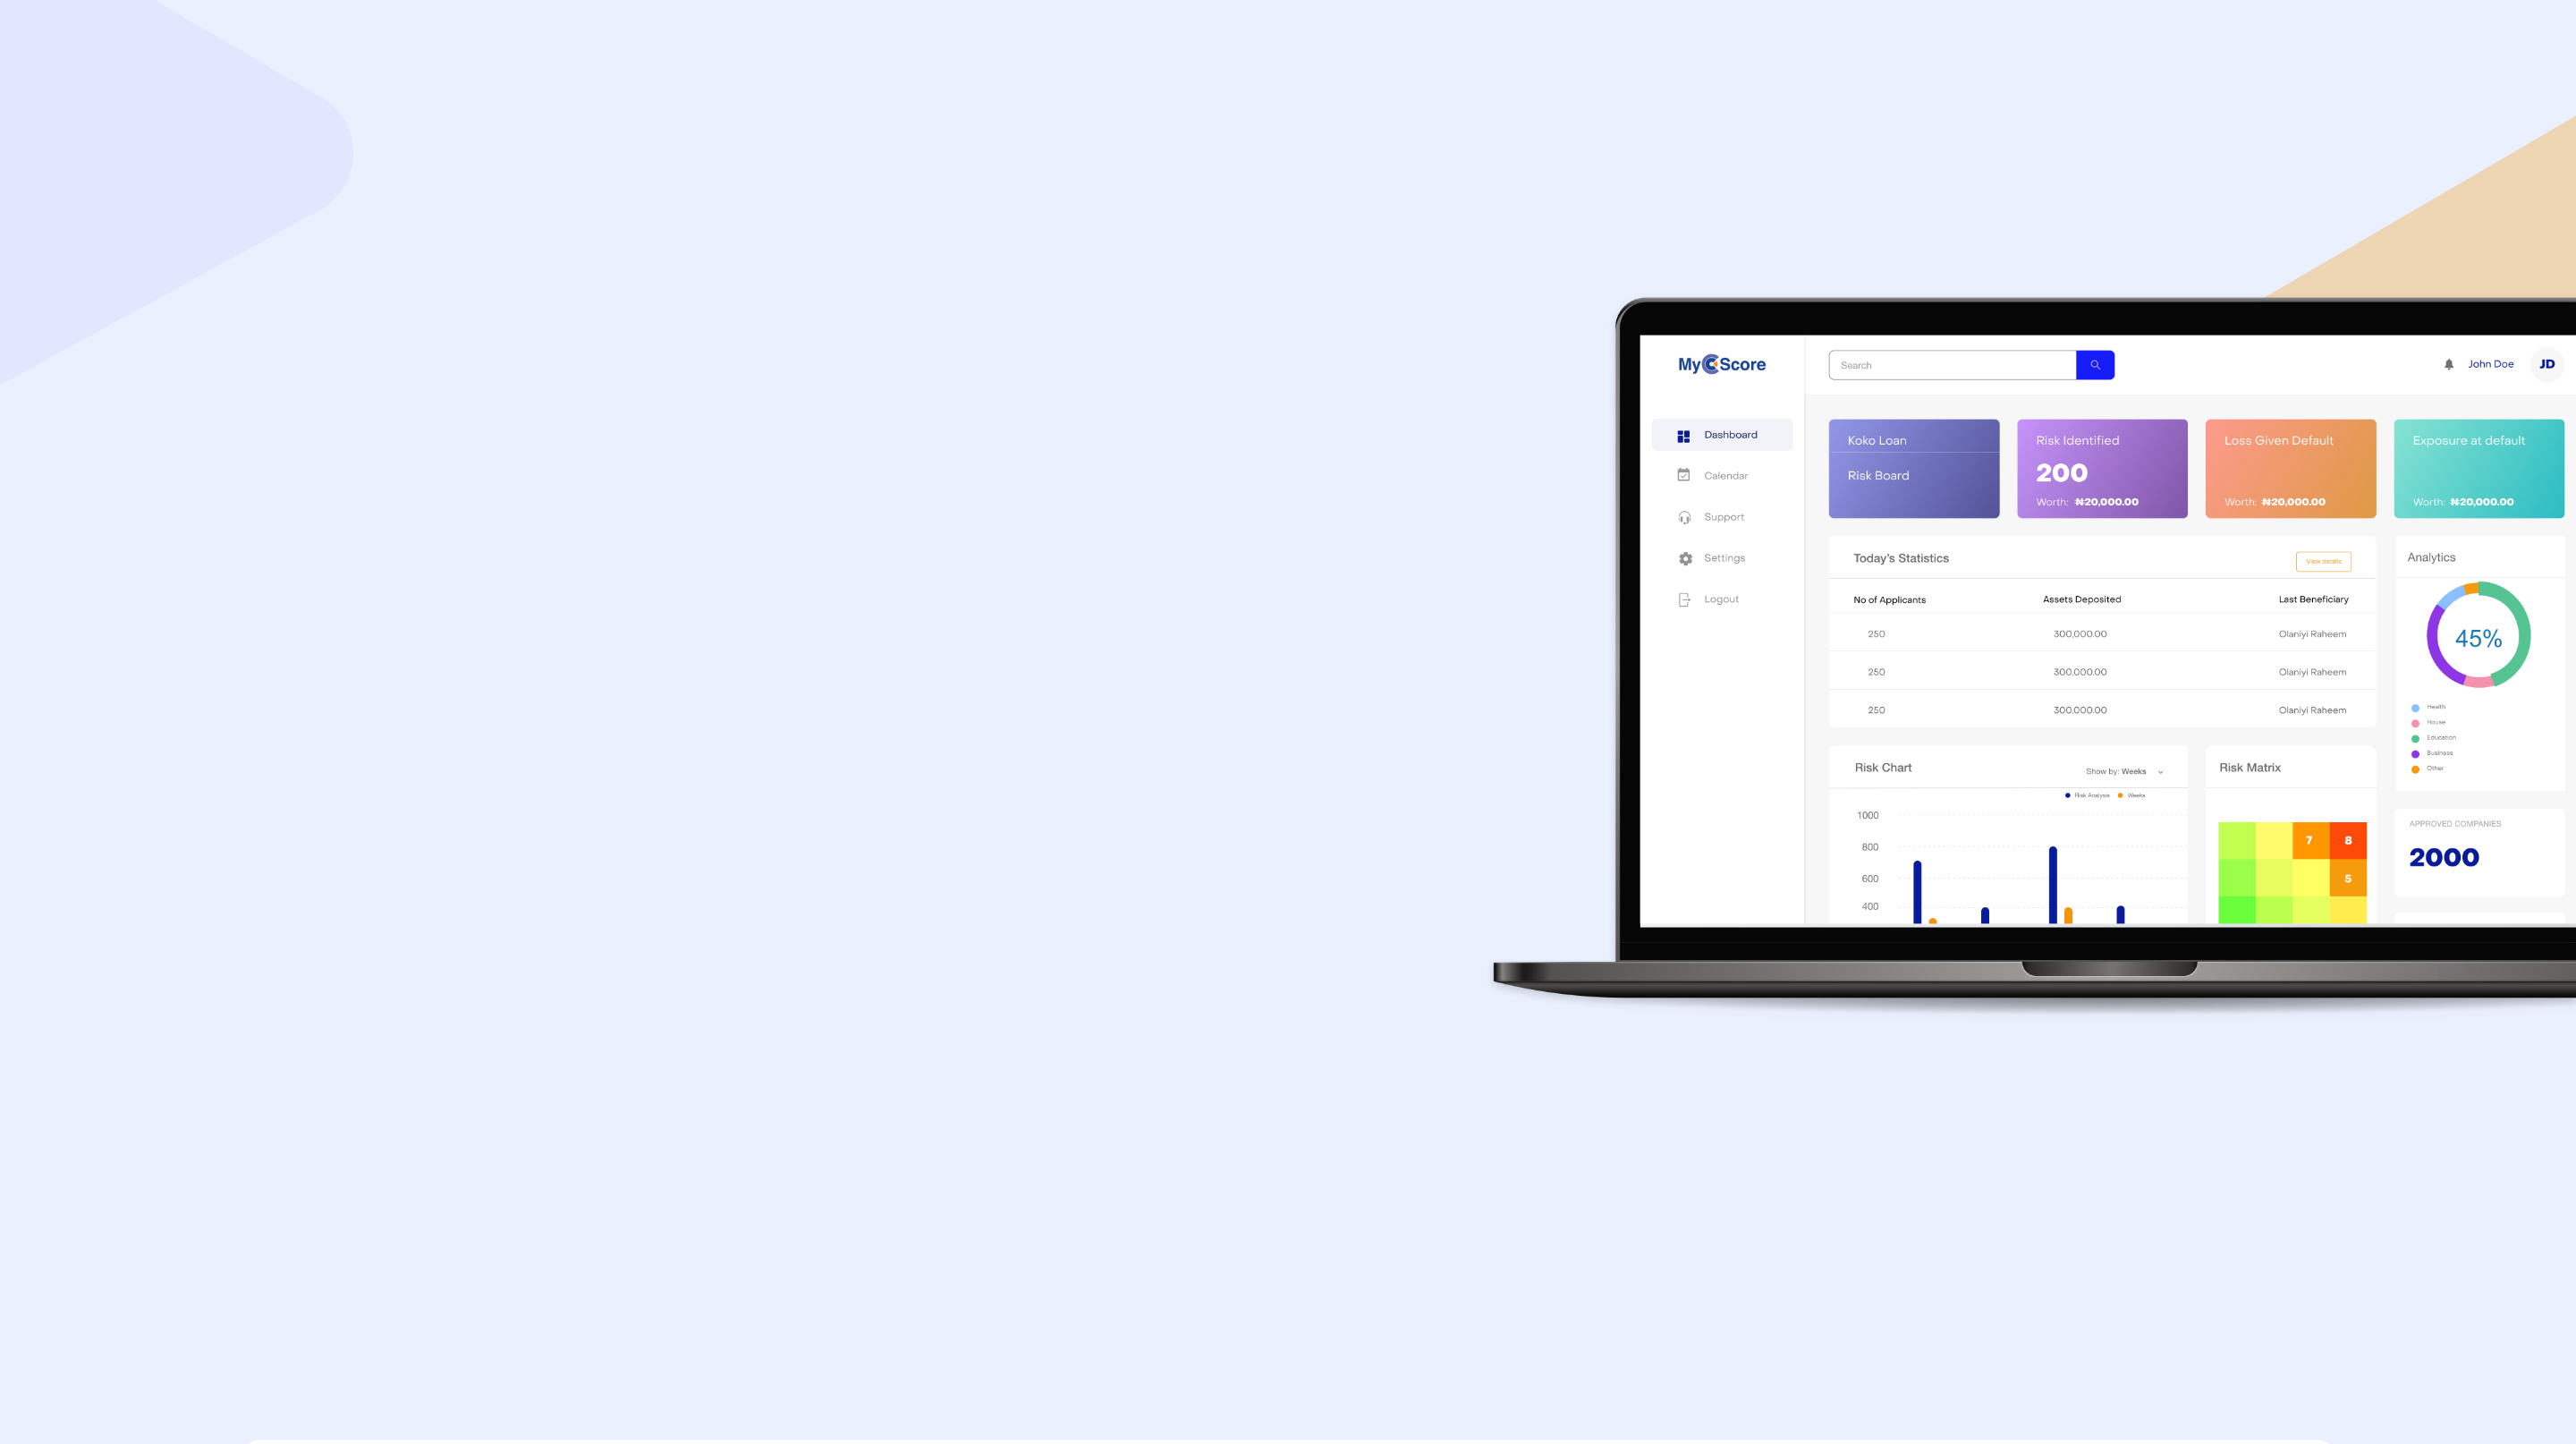 MyCScore
Search
John Doe
JD
Dashboard
Calendar
Support
Settings
Logout
Koko Loan
Risk Board
Risk Identified
200
Worth: ₦20,000.00
Loss Given Default
Worth: ₦20,000.00
Exposure at default
Worth: ₦20,000.00
Today's Statistics
View details
No of Applicants Assets Deposited Last Beneficiary
250 300,000.00 Olaniyi Raheem
250 300,000.00 Olaniyi Raheem
250 300,000.00 Olaniyi Raheem
Analytics
45%
Health
House
Education
Business
Other
Risk Chart
Show by: Weeks
Risk Analysis Weeks
1000
800
600
400
Risk Matrix
7 8
5
APPROVED COMPANIES
2000